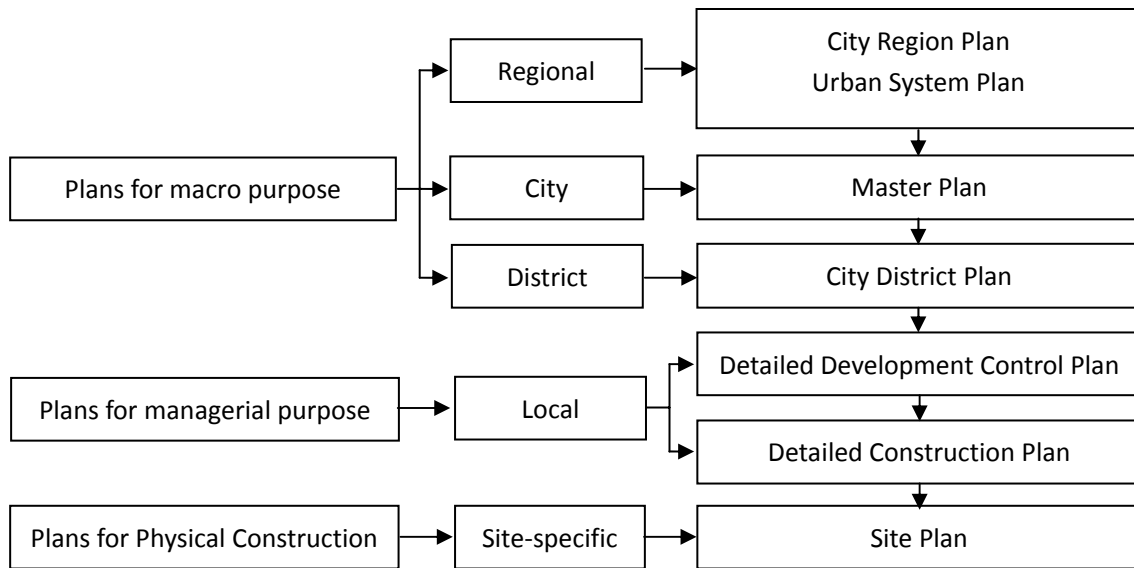 Regional
City Region Plan
Urban System Plan
Plans for macro purpose
City
Master Plan
District
City District Plan
Plans for managerial purpose
Local
Detailed Development Control Plan
Detailed Construction Plan
Plans for Physical Construction
Site-specific
Site Plan